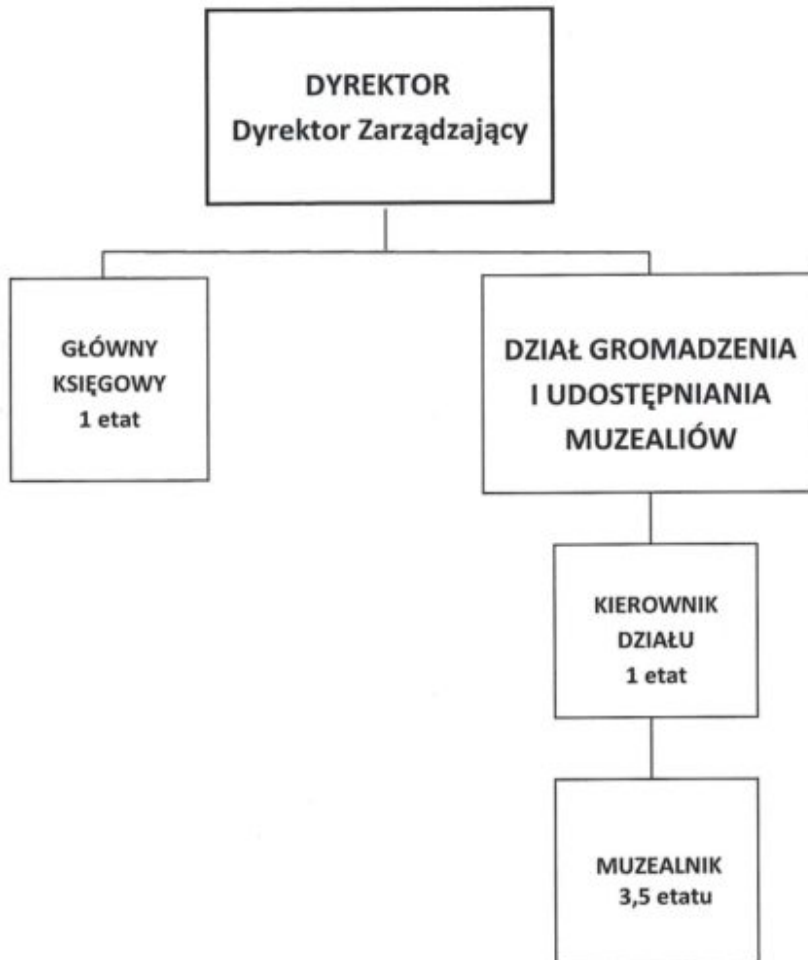 DYREKTOR
Dyrektor Zarządzający
GŁÓWNY
KSIĘGOWY
1 etat
DZIAŁ GROMADZENIA
I UDOSTĘPNIANIA
MUZEALIÓW
KIEROWNIK
DZIAŁU
1 etat
MUZEALNIK
3,5 etatu